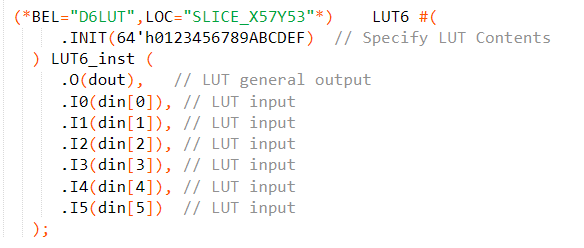 (*BEL="D6LUT",LOC="SLICE_X57Y53"*)    LUT6 #(
.INIT(64'h0123456789ABCDEF)  // Specify LUT Contents
) LUT6_inst (
.O(dout),   // LUT general output
.I0(din[0]), // LUT input
.I1(din[1]), // LUT input
.I2(din[2]), // LUT input
.I3(din[3]), // LUT input
.I4(din[4]), // LUT input
.I5(din[5])  // LUT input
);